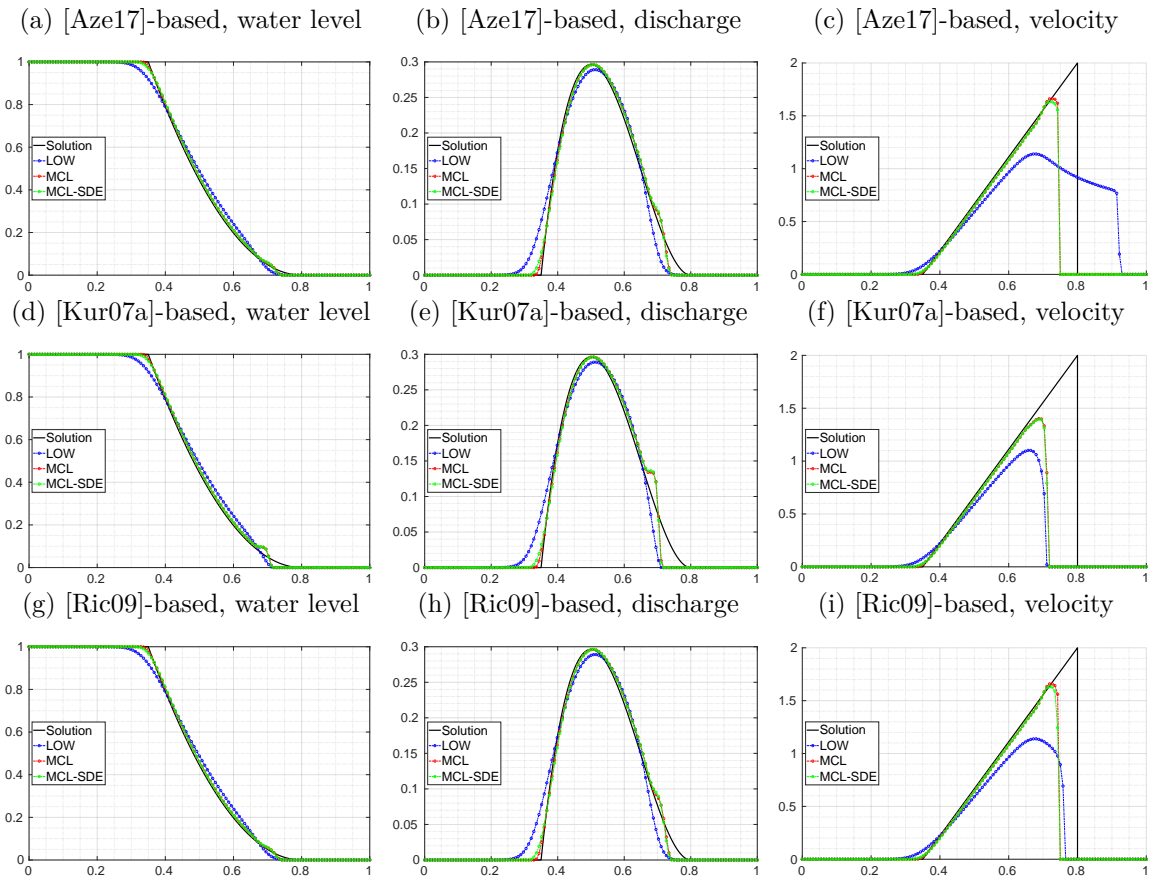 (a) [Aze17]-based, water level
(b) [Aze17]-based, discharge
(c) [Aze17]-based, velocity
1
0.8
0.6
0.4
0.2
0
0 0.2 0.4 0.6 0.8 1
Solution
LOW
MCL
MCL-SDE
0.3
0.25
0.2
0.15
0.1
0.05
0
0 0.2 0.4 0.6 0.8 1
Solution
LOW
MCL
MCL-SDE
2
1.5
1
0.5
0
0 0.2 0.4 0.6 0.8 1
Solution
LOW
MCL
MCL-SDE
(d) [Kur07a]-based, water level
(e) [Kur07a]-based, discharge
(f) [Kur07a]-based, velocity
1
0.8
0.6
0.4
0.2
0
0 0.2 0.4 0.6 0.8 1
Solution
LOW
MCL
MCL-SDE
0.3
0.25
0.2
0.15
0.1
0.05
0
0 0.2 0.4 0.6 0.8 1
Solution
LOW
MCL
MCL-SDE
2
1.5
1
0.5
0
0 0.2 0.4 0.6 0.8 1
Solution
LOW
MCL
MCL-SDE
(g) [Ric09]-based, water level
(h) [Ric09]-based, discharge
(i) [Ric09]-based, velocity
1
0.8
0.6
0.4
0.2
0
0 0.2 0.4 0.6 0.8 1
Solution
LOW
MCL
MCL-SDE
0.3
0.25
0.2
0.15
0.1
0.05
0
0 0.2 0.4 0.6 0.8 1
Solution
LOW
MCL
MCL-SDE
2
1.5
1
0.5
0
0 0.2 0.4 0.6 0.8 1
Solution
LOW
MCL
MCL-SDE